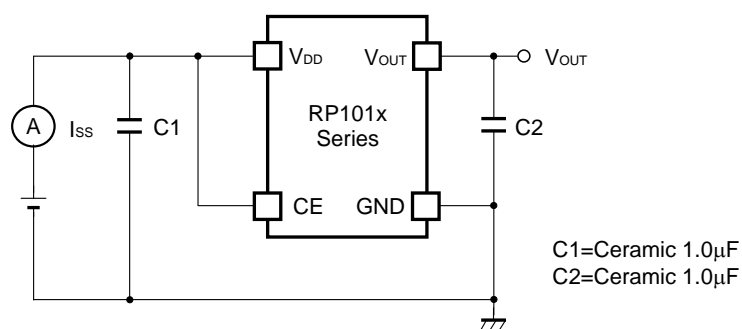 VDD
VOUT
VOUT
RP101x
Series
A
ISS
C1
C2
CE
GND
C1=Ceramic 1.0μF
C2=Ceramic 1.0μF